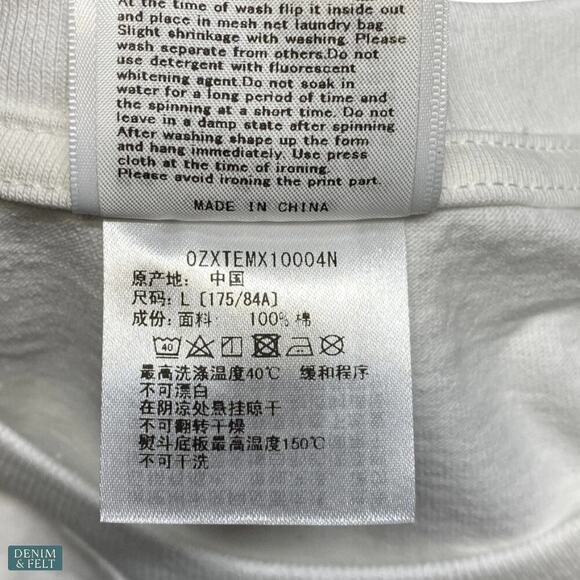 At the time of wash flip it inside out
and place in mesh net laundry bag.
Slight shrinkage with washing. Please
wash separate from others.Do not
use detergent with fluorescent
whitening agent.Do not soak in
water for a long period of time and
the spinning at a short time. Do not
leave in a damp state after spinning
After washing shape up the form
and hang immediately. Use press
cloth at the time of ironing.
Please avoid ironing the print part.
MADE IN CHINA
OZXTEMX10004N
原产地: 中国
尺码: L [175/84A]
成份: 面料: 100% 棉
40
最高洗涤温度40℃ 缓和程序
不可漂白
在阴凉处悬挂晾干
不可翻转干燥
熨斗底板最高温度150℃
不可干洗
DENIM
& FELT